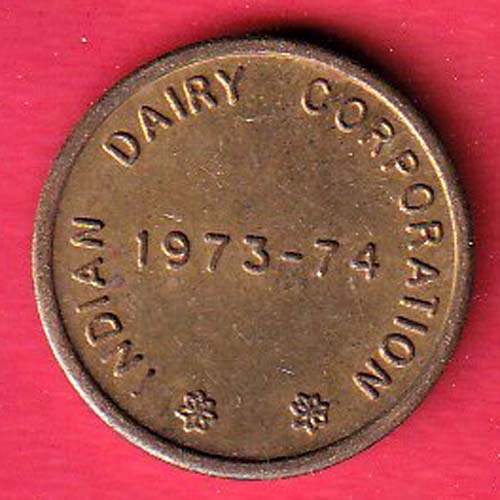 INDIAN DAIRY CORPORATION
1973-74